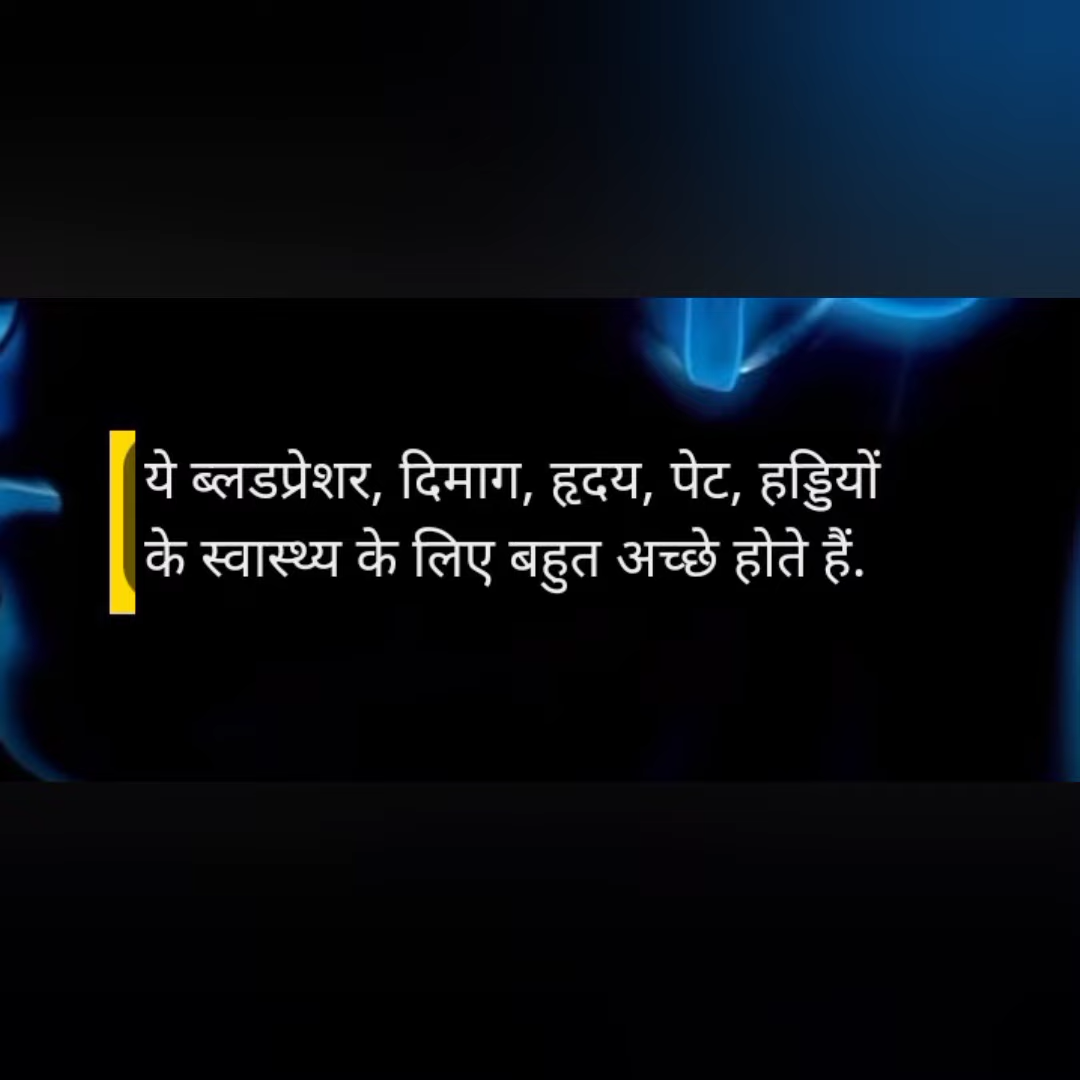 ये ब्लडप्रेशर, दिमाग, हृदय, पेट, हड्डियों
के स्वास्थ्य के लिए बहुत अच्छे होते हैं.